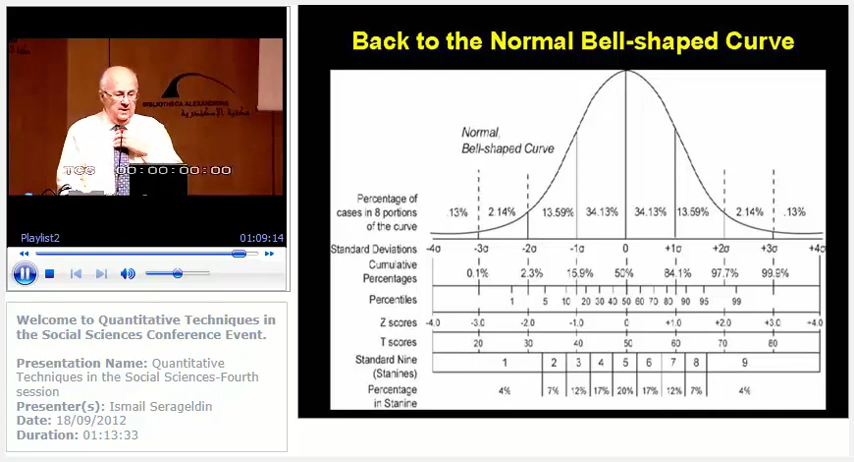 BIBLIOTHECA ALEXANDRINA
مكتبة الإسكندرية
TCG 00:00:00:00
Playlist2
01:09:14
Welcome to Quantitative Techniques in
the Social Sciences Conference Event.
Presentation Name: Quantitative
Techniques in the Social Sciences-Fourth
session
Presenter(s): Ismail Serageldin
Date: 18/09/2012
Duration: 01:13:33
Back to the Normal Bell-shaped Curve
Normal,
Bell-shaped Curve
Percentage of
cases in 8 portions
of the curve
.13% 2.14% 13.59% 34.13% 34.13% 13.59% 2.14% .13%
Standard Deviations -4σ -3σ -2σ -1σ 0 +1σ +2σ +3σ +4σ
Cumulative
Percentages
0.1% 2.3% 15.9% 50% 84.1% 97.7% 99.9%
Percentiles 1 5 10 20 30 40 50 60 70 80 90 95 99
Z scores -4.0 -3.0 -2.0 -1.0 0 +1.0 +2.0 +3.0 +4.0
T scores 20 30 40 50 60 70 80
Standard Nine
(Stanines)
1 2 3 4 5 6 7 8 9
Percentage
in Stanine
4% 7% 12% 17% 20% 17% 12% 7% 4%